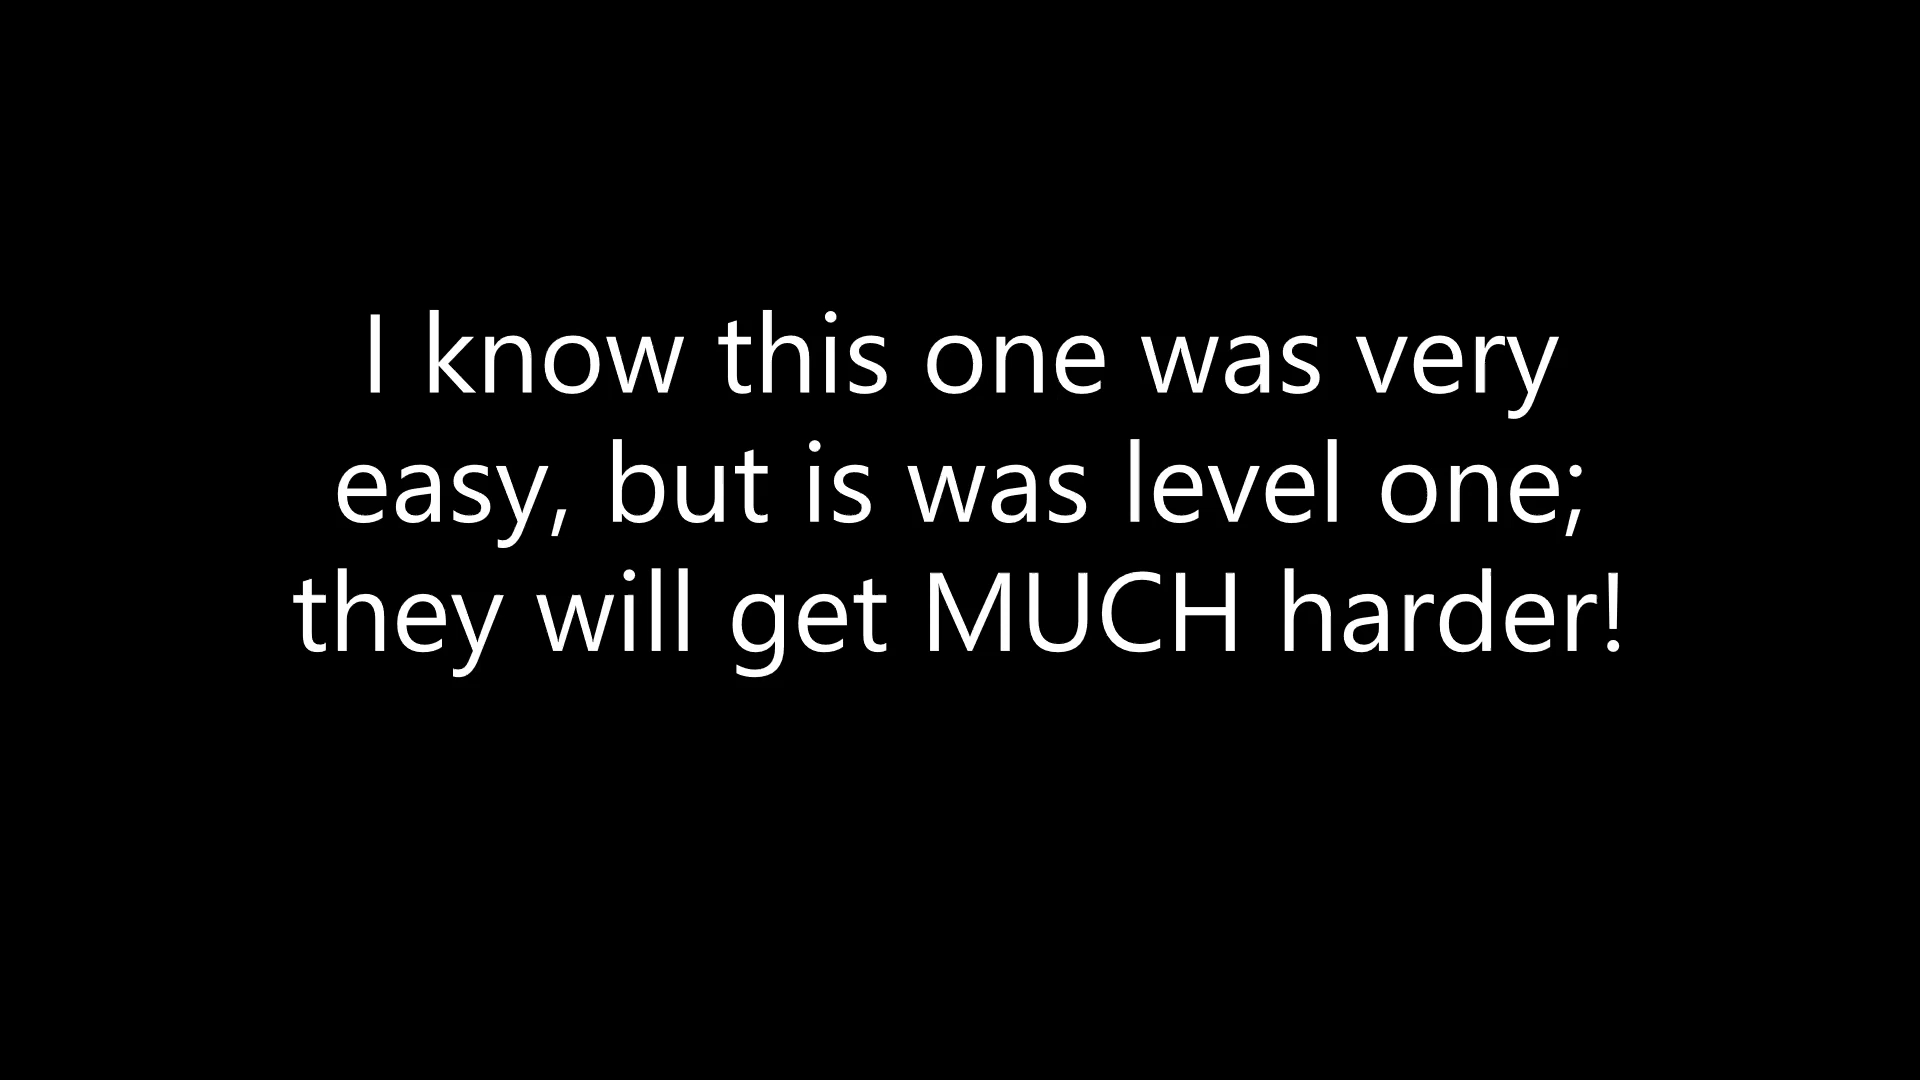 I know this one was very
easy, but is was level one;
they will get MUCH harder!